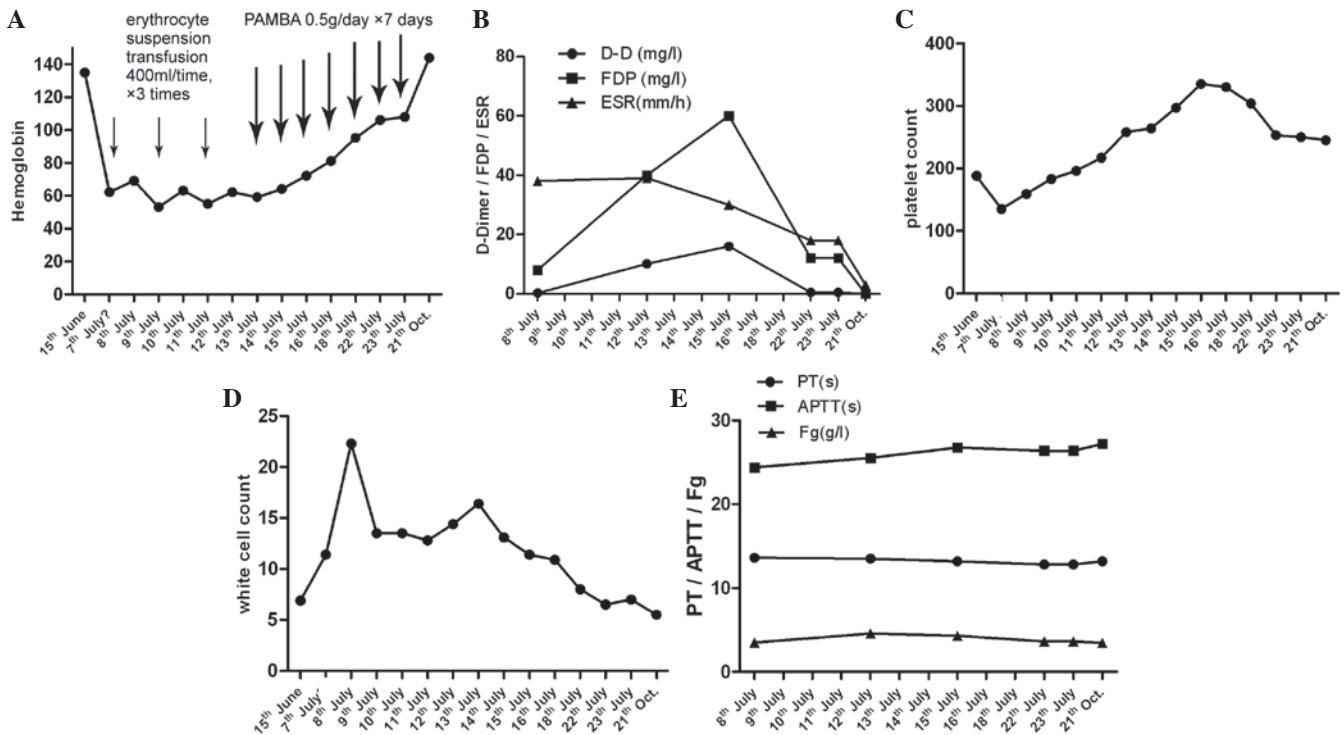 A
erythrocyte
suspension
transfusion
400ml/time,
×3 times
PAMBA 0.5g/day ×7 days
Hemoglobin
140
120
100
80
60
40
20
0
15th June
7th July?
8th July
9th July
10th July
11th July
12th July
13th July
14th July
15th July
16th July
18th July
22th July
23th July
21th Oct.
B
D-D (mg/l)
FDP (mg/l)
ESR(mm/h)
D-Dimer / FDP / ESR
80
60
40
20
0
8th July
9th July
10th July
11th July
12th July
13th July
14th July
15th July
16th July
18th July
22th July
23th July
21th Oct.
C
platelet count
400
300
200
100
0
15th June
7th July
8th July
9th July
10th July
11th July
12th July
13th July
14th July
15th July
16th July
18th July
22th July
23th July
21th Oct.
D
white cell count
25
20
15
10
5
0
15th June
7th July
8th July
9th July
10th July
11th July
12th July
13th July
14th July
15th July
16th July
18th July
22th July
23th July
21th Oct.
E
PT(s)
APTT(s)
Fg(g/l)
PT / APTT / Fg
30
20
10
0
8th July
9th July
10th July
11th July
12th July
13th July
14th July
15th July
16th July
18th July
22th July
23th July
21th Oct.